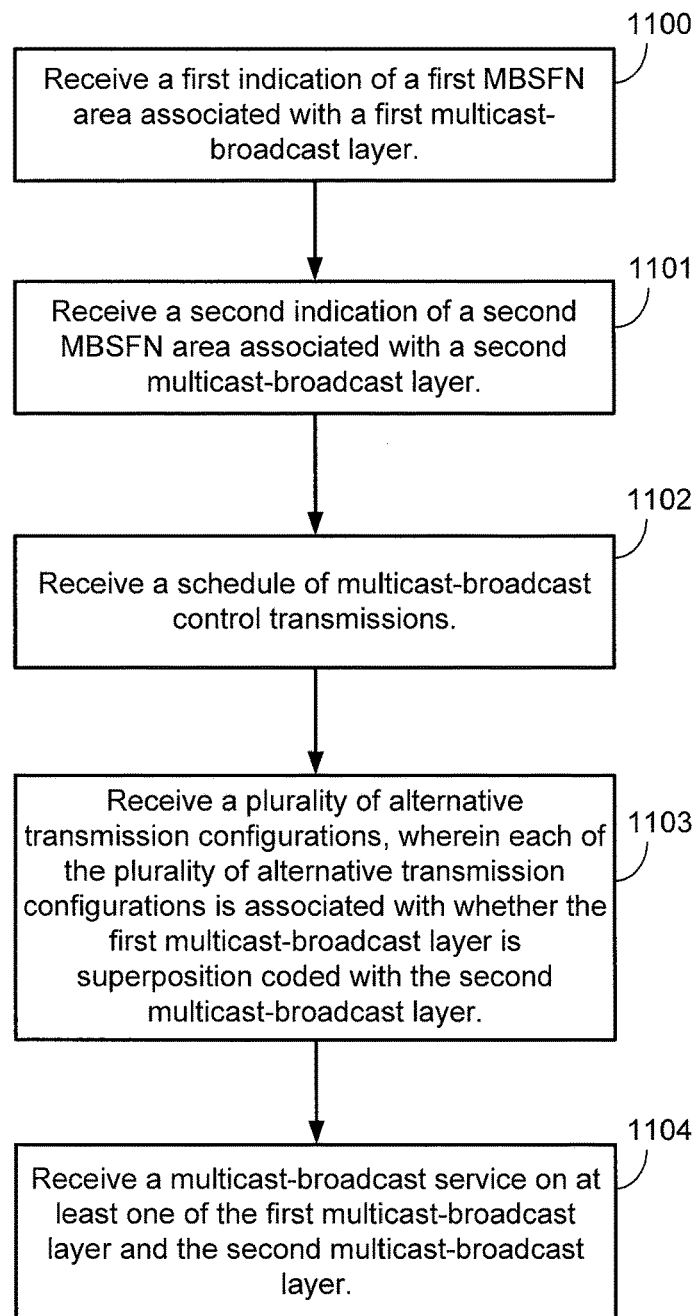 1100
Receive a first indication of a first MBSFN
area associated with a first multicast-
broadcast layer.
1101
Receive a second indication of a second
MBSFN area associated with a second
multicast-broadcast layer.
1102
Receive a schedule of multicast-broadcast
control transmissions.
1103
Receive a plurality of alternative
transmission configurations, wherein each of
the plurality of alternative transmission
configurations is associated with whether the
first multicast-broadcast layer is
superposition coded with the second
multicast-broadcast layer.
1104
Receive a multicast-broadcast service on at
least one of the first multicast-broadcast
layer and the second multicast-broadcast
layer.